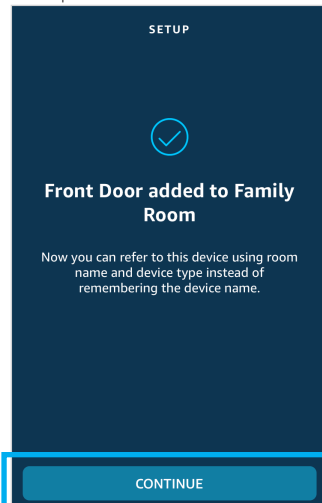 SETUP
Front Door added to Family
Room
Now you can refer to this device using room
name and device type instead of
remembering the device name.
CONTINUE